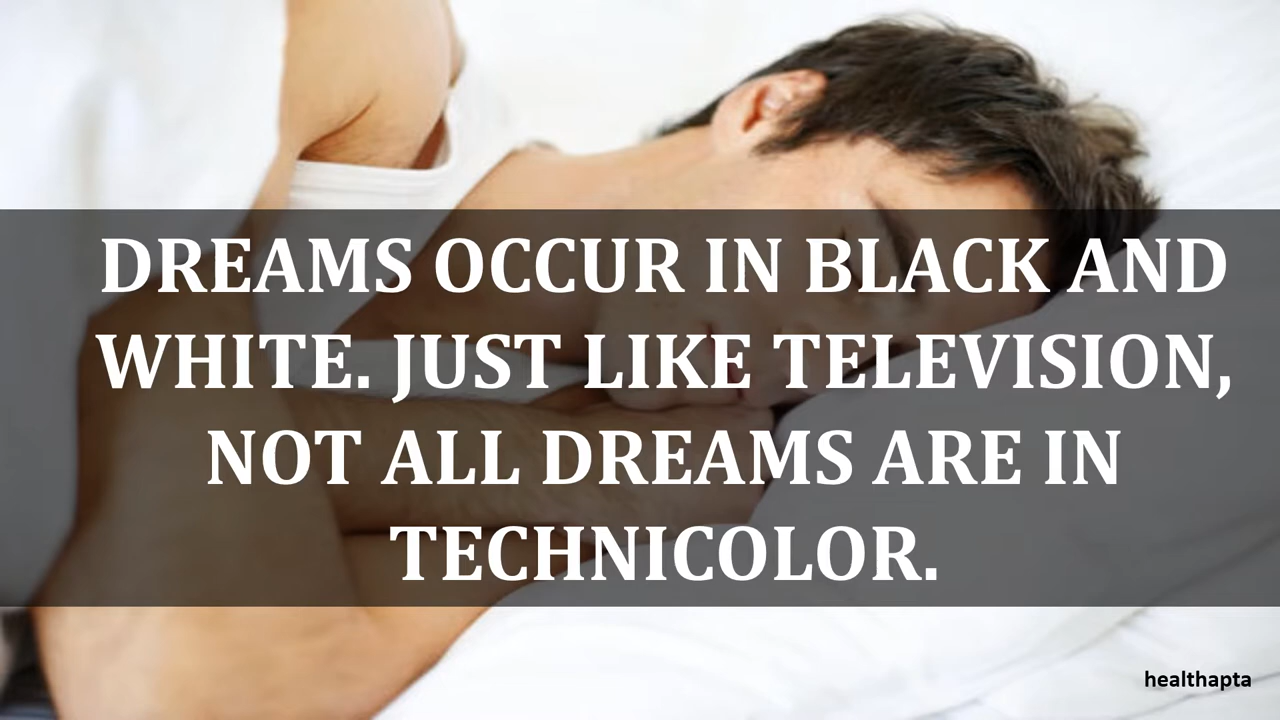 DREAMS OCCUR IN BLACK AND
WHITE. JUST LIKE TELEVISION,
NOT ALL DREAMS ARE IN
TECHNICOLOR.
healthapta